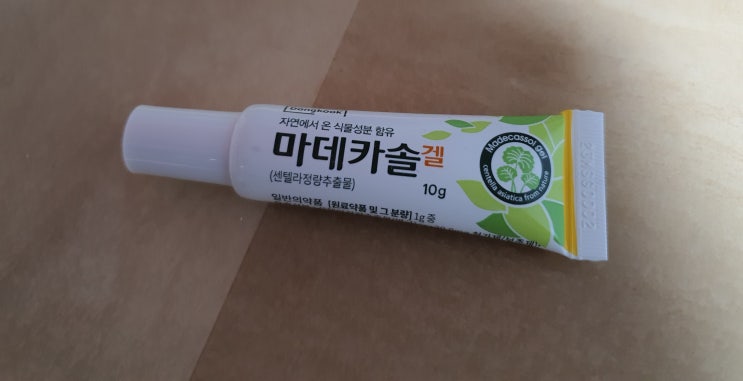 Dongkook
자연에서 온 식물성분 함유
마데카솔겔
(센텔라정량추출물)
10g
일반의약품 [원료약품 및 그 분량] 1g 중
Madecassol gel
centella asiatica from nature